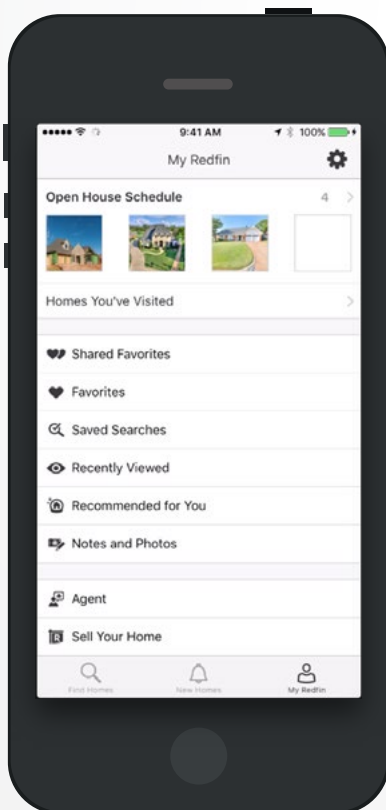 9:41 AM 100%
My Redfin
Open House Schedule 4
Homes You've Visited
Shared Favorites
Favorites
Saved Searches
Recently Viewed
Recommended for You
Notes and Photos
Agent
Sell Your Home
Find Homes New Homes My Redfin